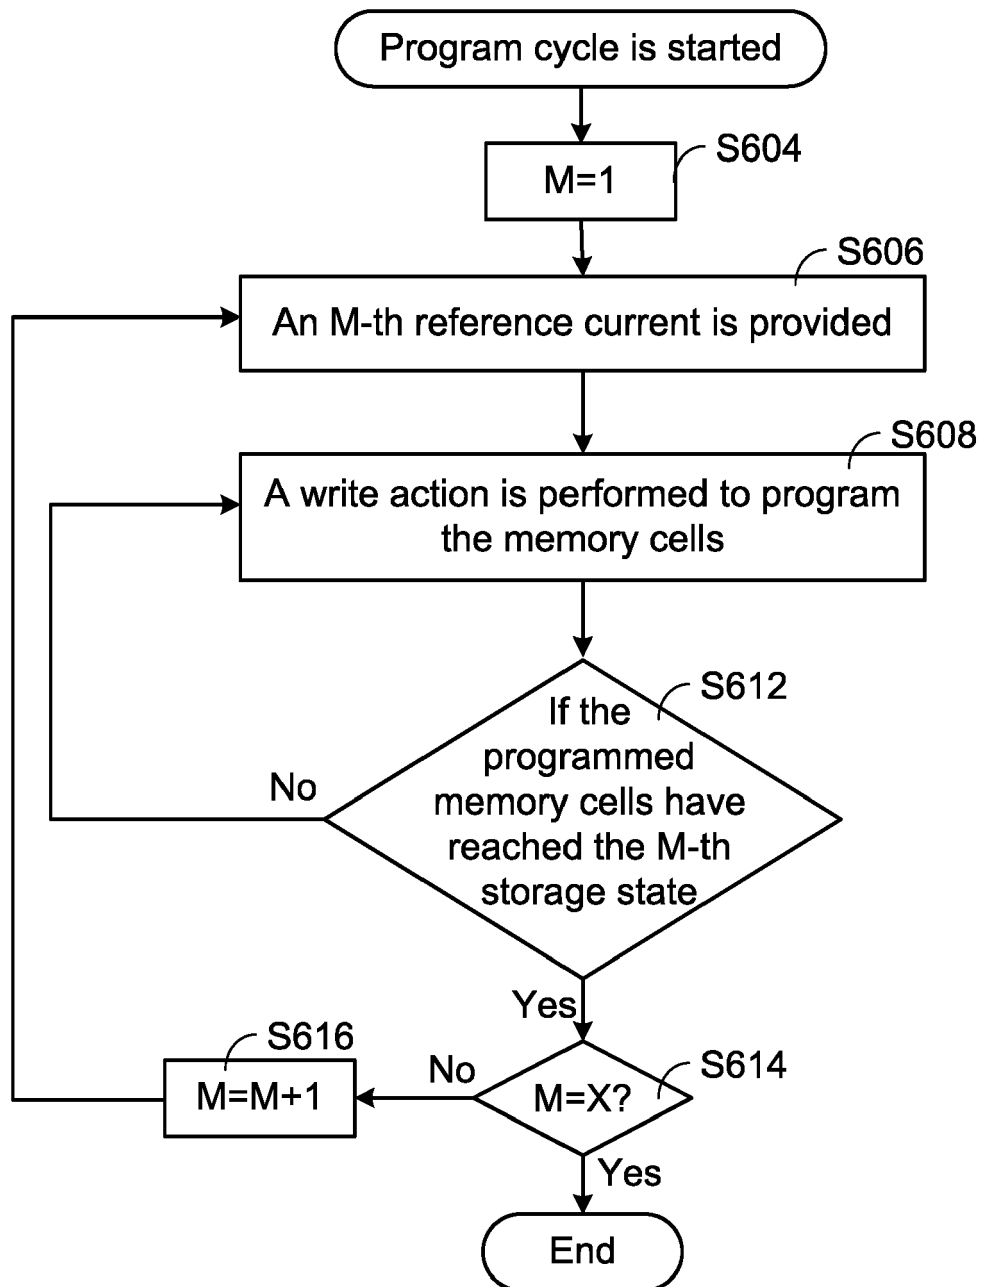 Program cycle is started
S604
M=1
S606
An M-th reference current is provided
S608
A write action is performed to program
the memory cells
S612
If the
programmed
memory cells have
reached the M-th
storage state
No
Yes
S616
M=M+1
No
S614
M=X?
Yes
End